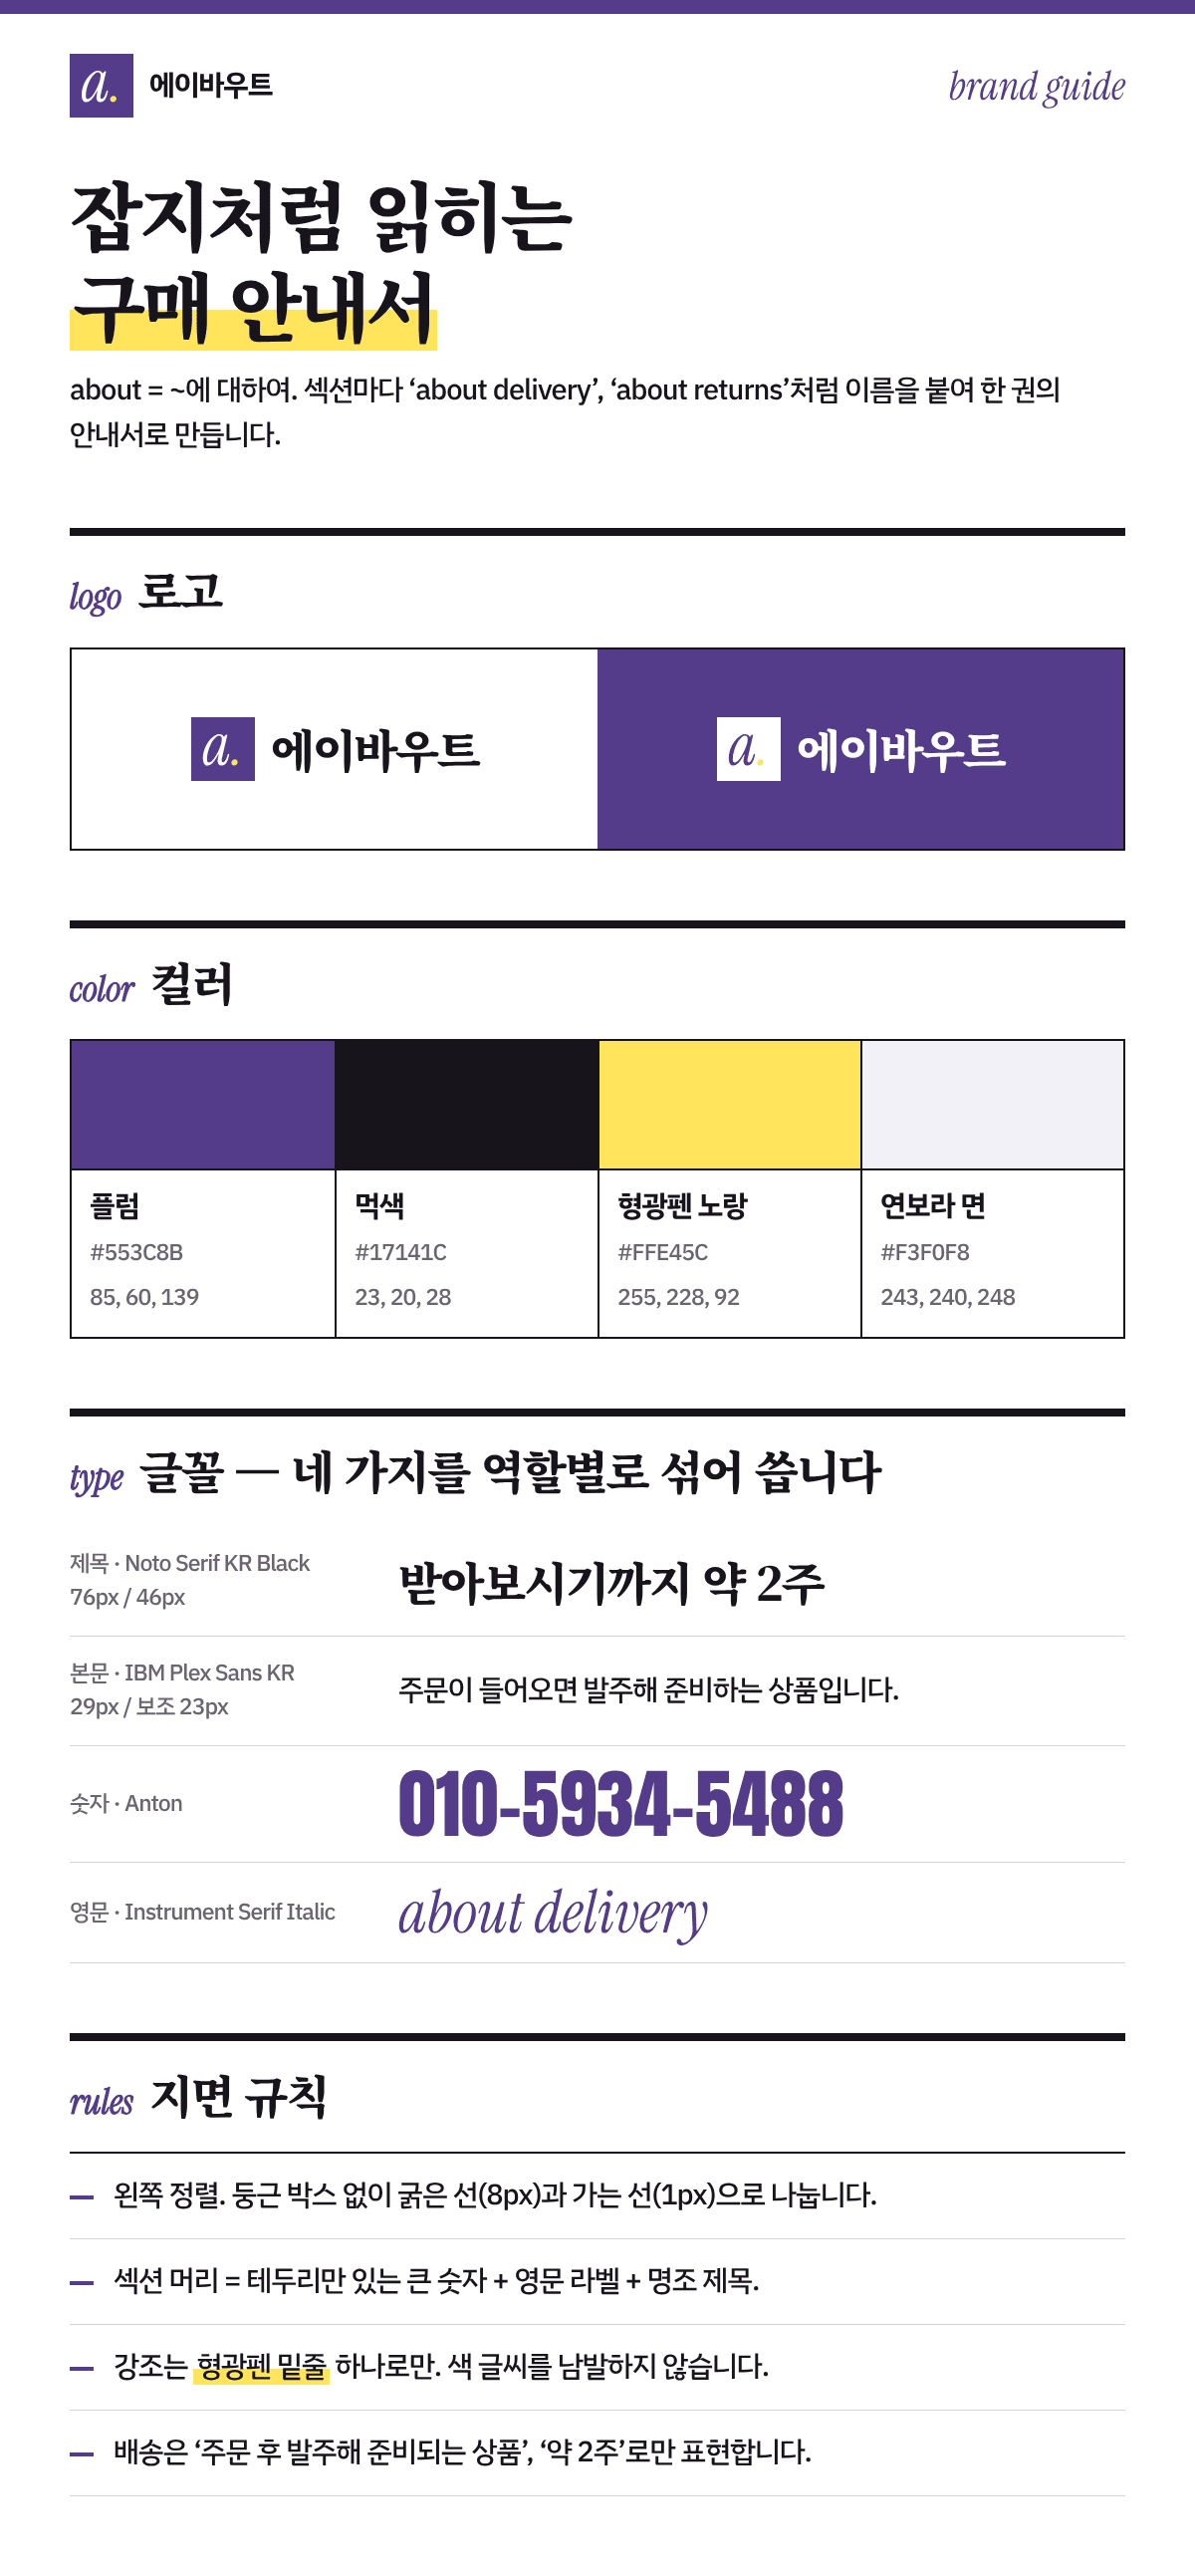 a. 에이바우트
brand guide
잡지처럼 읽히는
구매 안내서
about = ~에 대하여. 섹션마다 ‘about delivery’, ‘about returns’처럼 이름을 붙여 한 권의
안내서로 만듭니다.
logo 로고
a. 에이바우트
a. 에이바우트
color 컬러
플럼
#553C8B
85, 60, 139
먹색
#17141C
23, 20, 28
형광펜 노랑
#FFE45C
255, 228, 92
연보라 면
#F3F0F8
243, 240, 248
type 글꼴 — 네 가지를 역할별로 섞어 씁니다
제목 · Noto Serif KR Black
76px / 46px
받아보시기까지 약 2주
본문 · IBM Plex Sans KR
29px / 보조 23px
주문이 들어오면 발주해 준비하는 상품입니다.
숫자 · Anton
010-5934-5488
영문 · Instrument Serif Italic
about delivery
rules 지면 규칙
— 왼쪽 정렬. 둥근 박스 없이 굵은 선(8px)과 가는 선(1px)으로 나눕니다.
— 섹션 머리 = 테두리만 있는 큰 숫자 + 영문 라벨 + 명조 제목.
— 강조는 형광펜 밑줄 하나로만. 색 글씨를 남발하지 않습니다.
— 배송은 ‘주문 후 발주해 준비되는 상품’, ‘약 2주’로만 표현합니다.